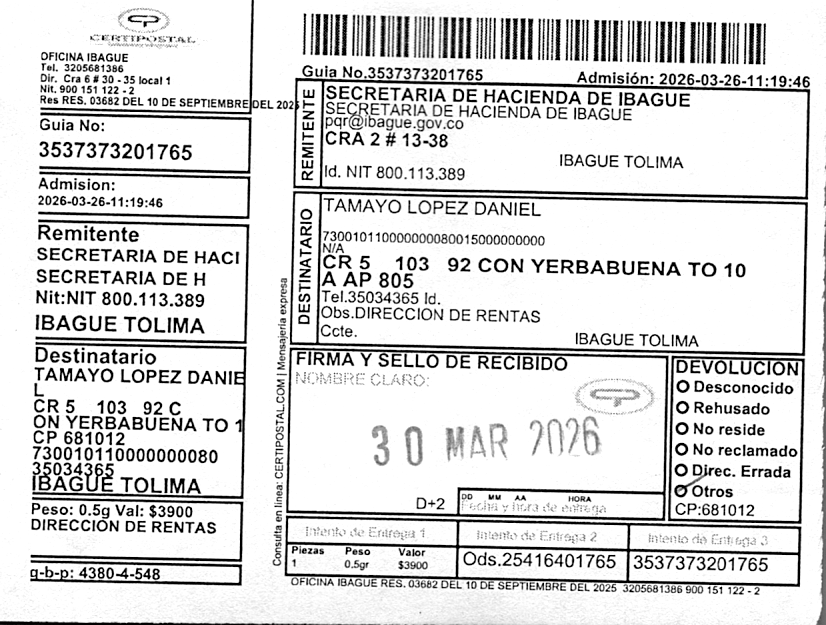 CERTIPOSTAL
OFICINA IBAGUE
Tel. 3205681386
Dir. Cra 6 # 30 - 35 local 1
Nit. 900 151 122 - 2
Res RES. 03682 DEL 10 DE SEPTIEMBRE DEL 2025
Guia No:
3537373201765
Admision:
2026-03-26-11:19:46
Remitente
SECRETARIA DE HACI
SECRETARIA DE H
Nit:NIT 800.113.389
IBAGUE TOLIMA
Destinatario
TAMAYO LOPEZ DANIE
L
CR 5 103 92 C
ON YERBABUENA TO 1
CP 681012
730010110000000080
35034365
IBAGUE TOLIMA
Peso: 0.5g Val: $3900
DIRECCIÓN DE RENTAS
g-b-p: 4380-4-548
Guia No.3537373201765
Admisión: 2026-03-26-11:19:46
REMITENTE
SECRETARIA DE HACIENDA DE IBAGUE
SECRETARIA DE HACIENDA DE IBAGUE
pqr@ibague.gov.co
CRA 2 # 13-38
IBAGUE TOLIMA
Id. NIT 800.113.389
DESTINATARIO
TAMAYO LOPEZ DANIEL
730010110000000080015000000000
N/A
CR 5 103 92 CON YERBABUENA TO 10
A AP 805
Tel.35034365 Id.
Obs.DIRECCION DE RENTAS
Ccte.
IBAGUE TOLIMA
Consulta en linea: CERTIPOSTAL.COM | Mensajería expresa
FIRMA Y SELLO DE RECIBIDO
NOMBRE CLARO:
30 MAR 2026
D+2
DD MM AA HORA
Fecha y hora de entrega
DEVOLUCION
Desconocido
Rehusado
No reside
No reclamado
Direc. Errada
Otros
CP:681012
Intento de Entrega 1
Intento de Entrega 2
Intento de Entrega 3
Piezas Peso Valor
1 0.5gr $3900
Ods.25416401765
3537373201765
OFICINA IBAGUE RES. 03682 DEL 10 DE SEPTIEMBRE DEL 2025 3205681386 900 151 122 - 2